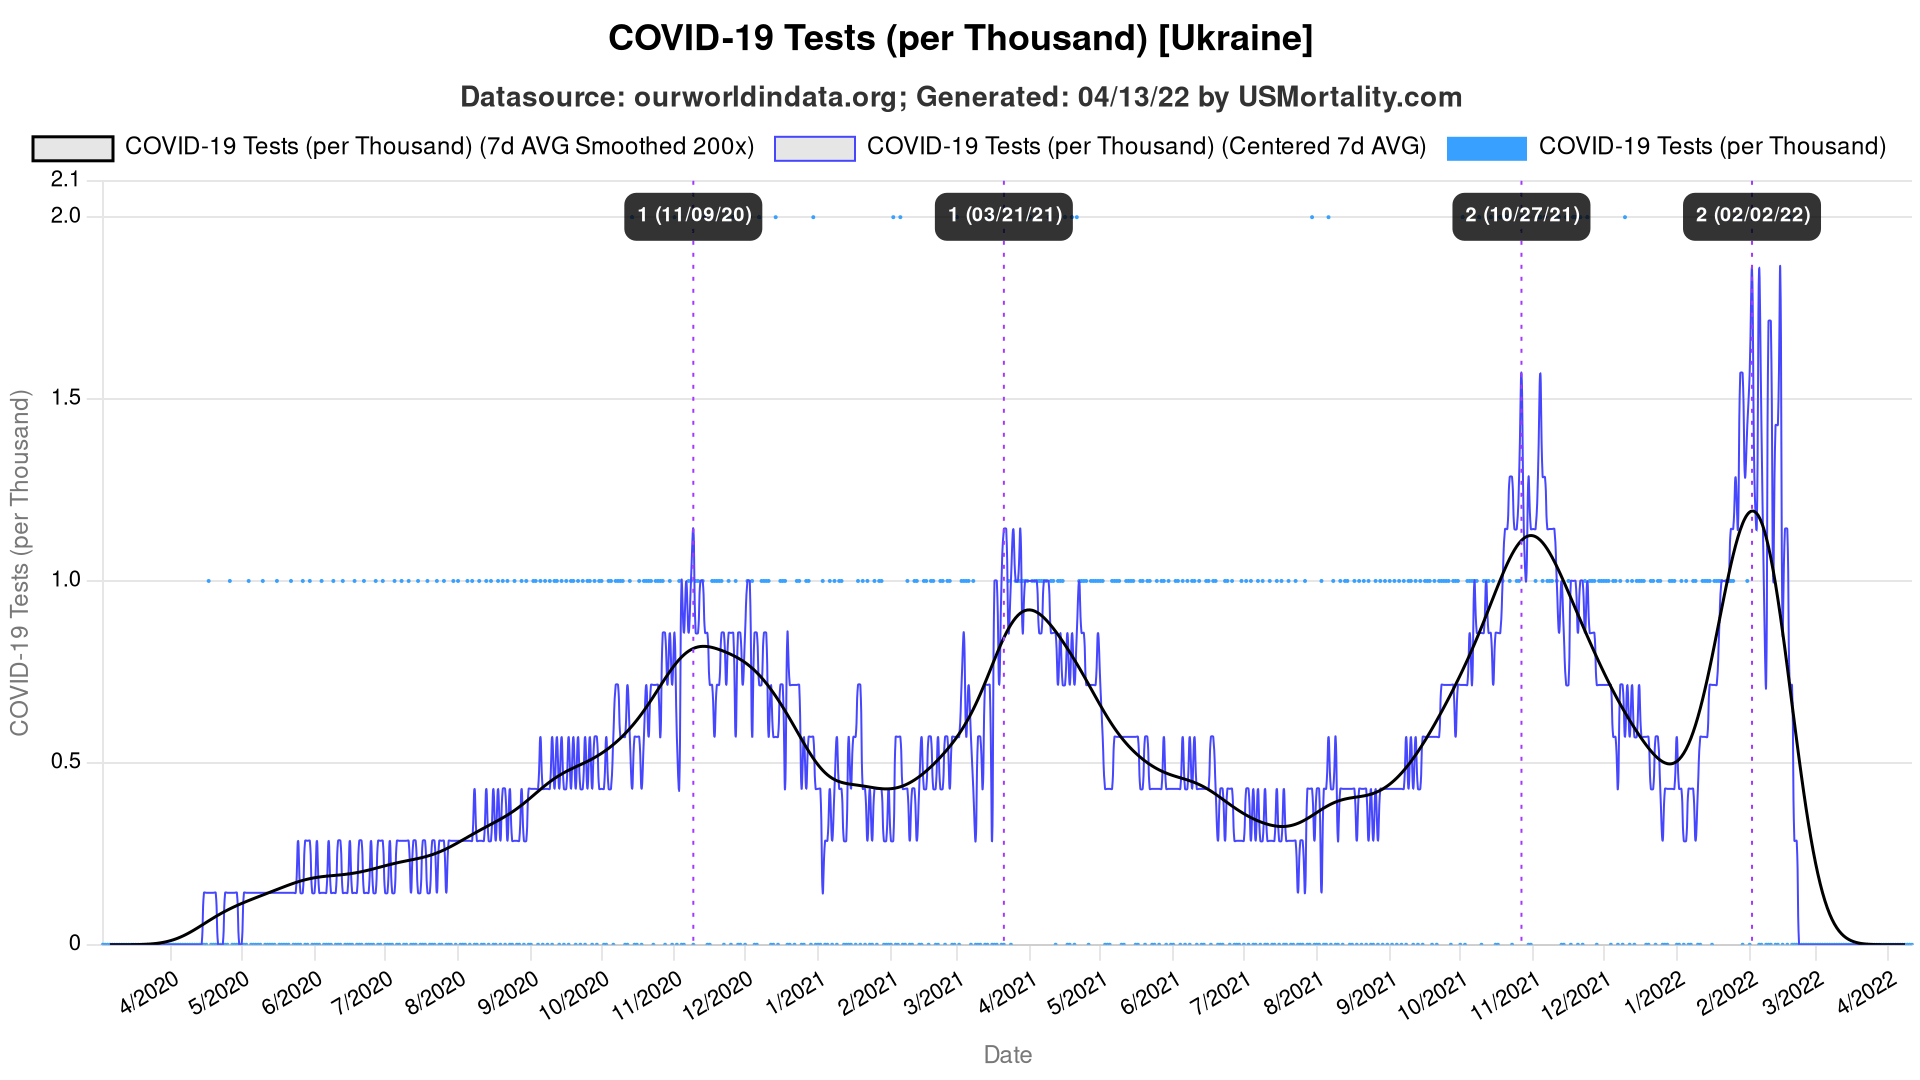 COVID-19 Tests (per Thousand) [Ukraine]
Datasource: ourworldindata.org; Generated: 04/13/22 by USMortality.com
COVID-19 Tests (per Thousand) (7d AVG Smoothed 200x) COVID-19 Tests (per Thousand) (Centered 7d AVG) COVID-19 Tests (per Thousand)
2.1
2.0
1 (11/09/20) 1 (03/21/21) 2 (10/27/21) 2 (02/02/22)
1.5
1.0
0.5
0
COVID-19 Tests (per Thousand)
4/2020 5/2020 6/2020 7/2020 8/2020 9/2020 10/2020 11/2020 12/2020 1/2021 2/2021 3/2021 4/2021 5/2021 6/2021 7/2021 8/2021 9/2021 10/2021 11/2021 12/2021 1/2022 2/2022 3/2022 4/2022
Date